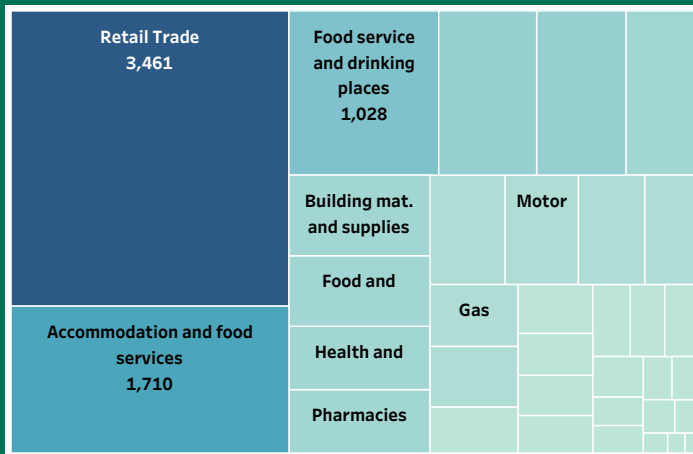 Retail Trade
3,461
Accommodation and food
services
1,710
Food service
and drinking
places
1,028
Building mat.
and supplies
Food and
Health and
Pharmacies
Motor
Gas